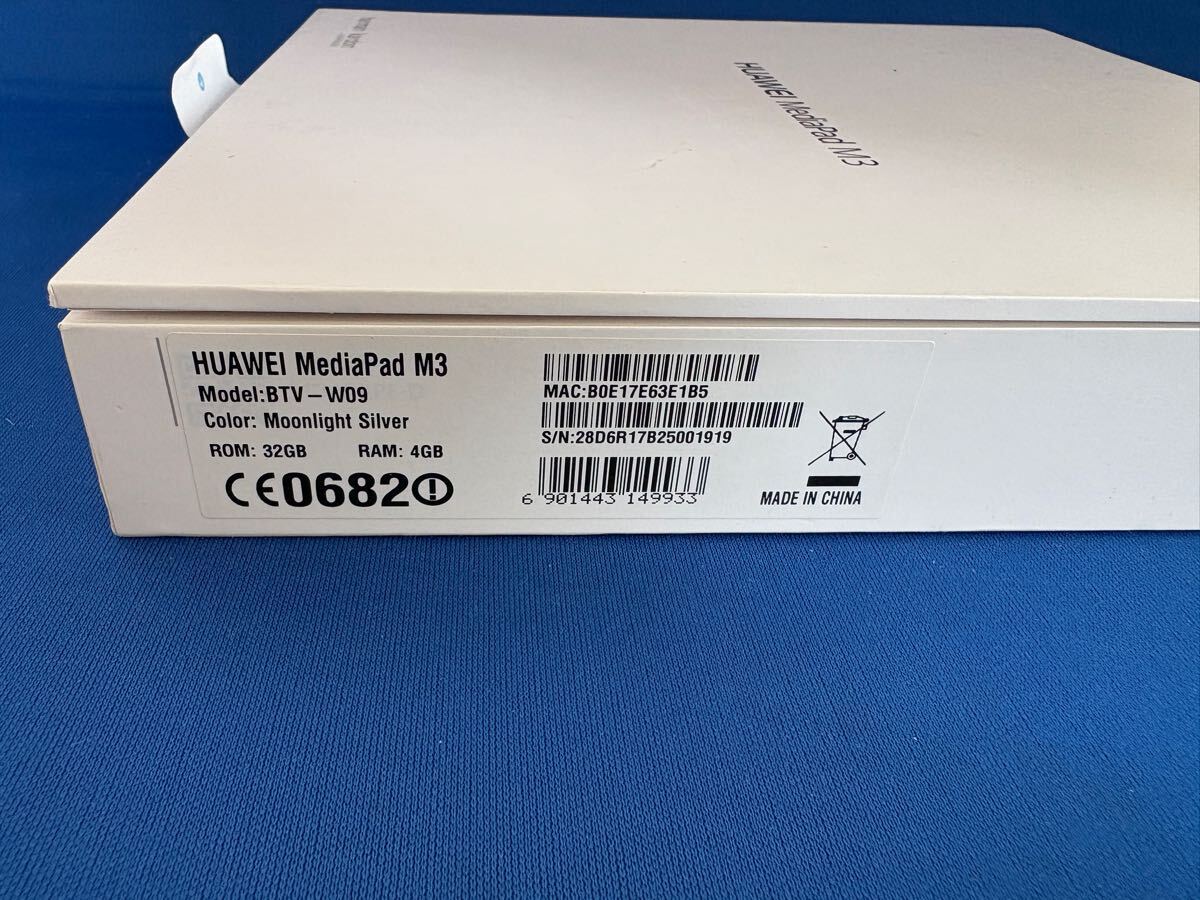 HUAWEI MediaPad M3
HUAWEI MediaPad M3
Model:BTV-W09
Color: Moonlight Silver
ROM: 32GB RAM: 4GB
CE0682
MAC:B0E17E63E1B5
S/N:28D6R17B25001919
6 901443 149933
MADE IN CHINA